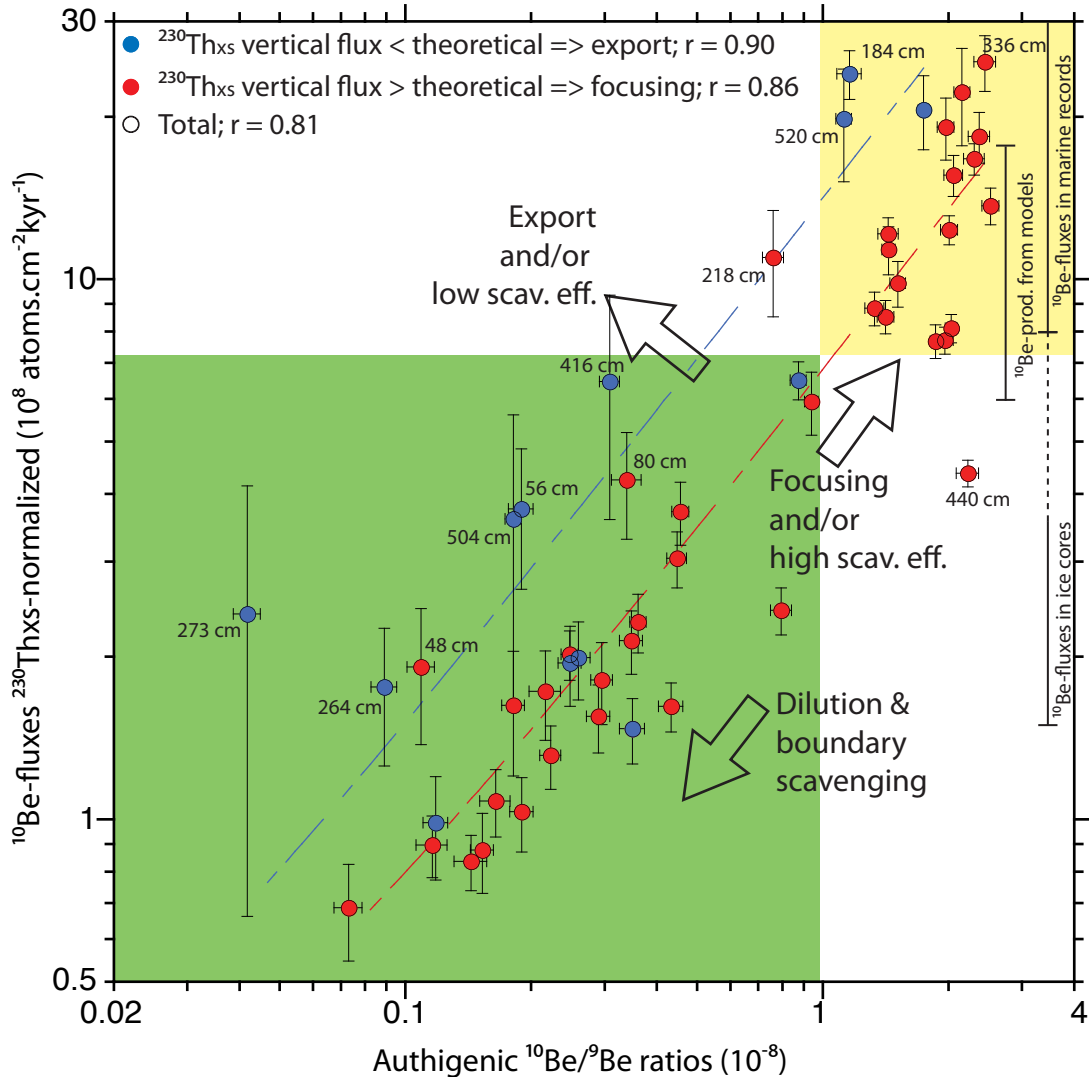 30
20
10
1
0.5
¹⁰Be-fluxes ²³⁰Thxs-normalized (10⁸ atoms.cm⁻²kyr⁻¹)
²³⁰Thxs vertical flux < theoretical => export; r = 0.90
²³⁰Thxs vertical flux > theoretical => focusing; r = 0.86
Total; r = 0.81
184 cm
336 cm
520 cm
Export
and/or
low scav. eff.
218 cm
416 cm
80 cm
56 cm
504 cm
273 cm
48 cm
264 cm
440 cm
Focusing
and/or
high scav. eff.
Dilution &
boundary
scavenging
¹⁰Be-prod. from models
¹⁰Be-fluxes in marine records
¹⁰Be-fluxes in ice cores
0.02
0.1
0.2
1
2
4
Authigenic ¹⁰Be/⁹Be ratios (10⁻⁸)